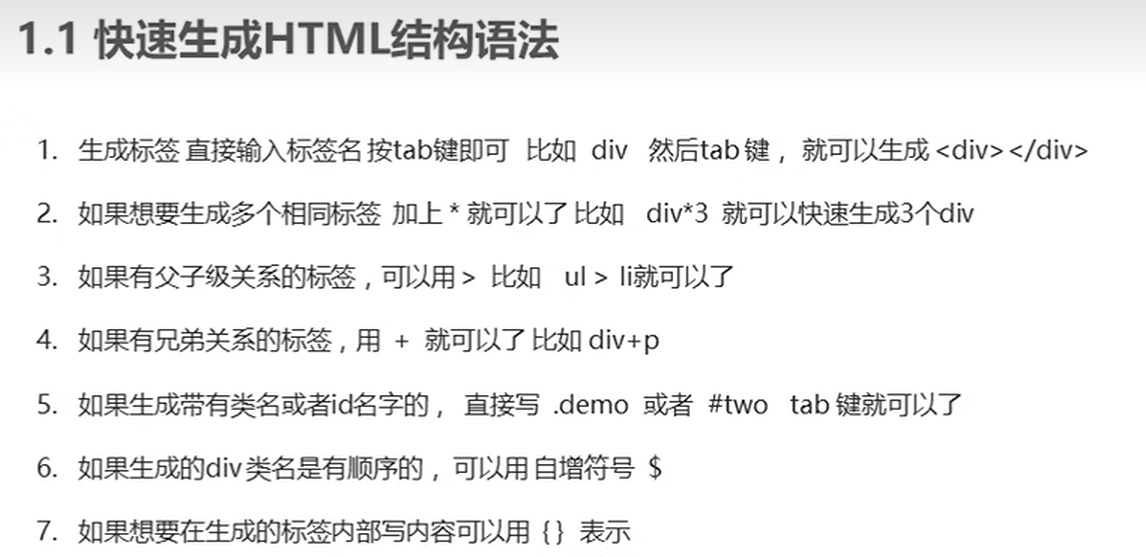 1.1 快速生成HTML结构语法
1. 生成标签 直接输入标签名 按tab键即可 比如 div 然后tab 键， 就可以生成 <div> </div>
2. 如果想要生成多个相同标签 加上 * 就可以了 比如 div*3 就可以快速生成3个div
3. 如果有父子级关系的标签，可以用 > 比如 ul > li就可以了
4. 如果有兄弟关系的标签，用 + 就可以了 比如 div+p
5. 如果生成带有类名或者id名字的， 直接写 .demo 或者 #two tab 键就可以了
6. 如果生成的div 类名是有顺序的， 可以用 自增符号 $
7. 如果想要在生成的标签内部写内容可以用 { } 表示